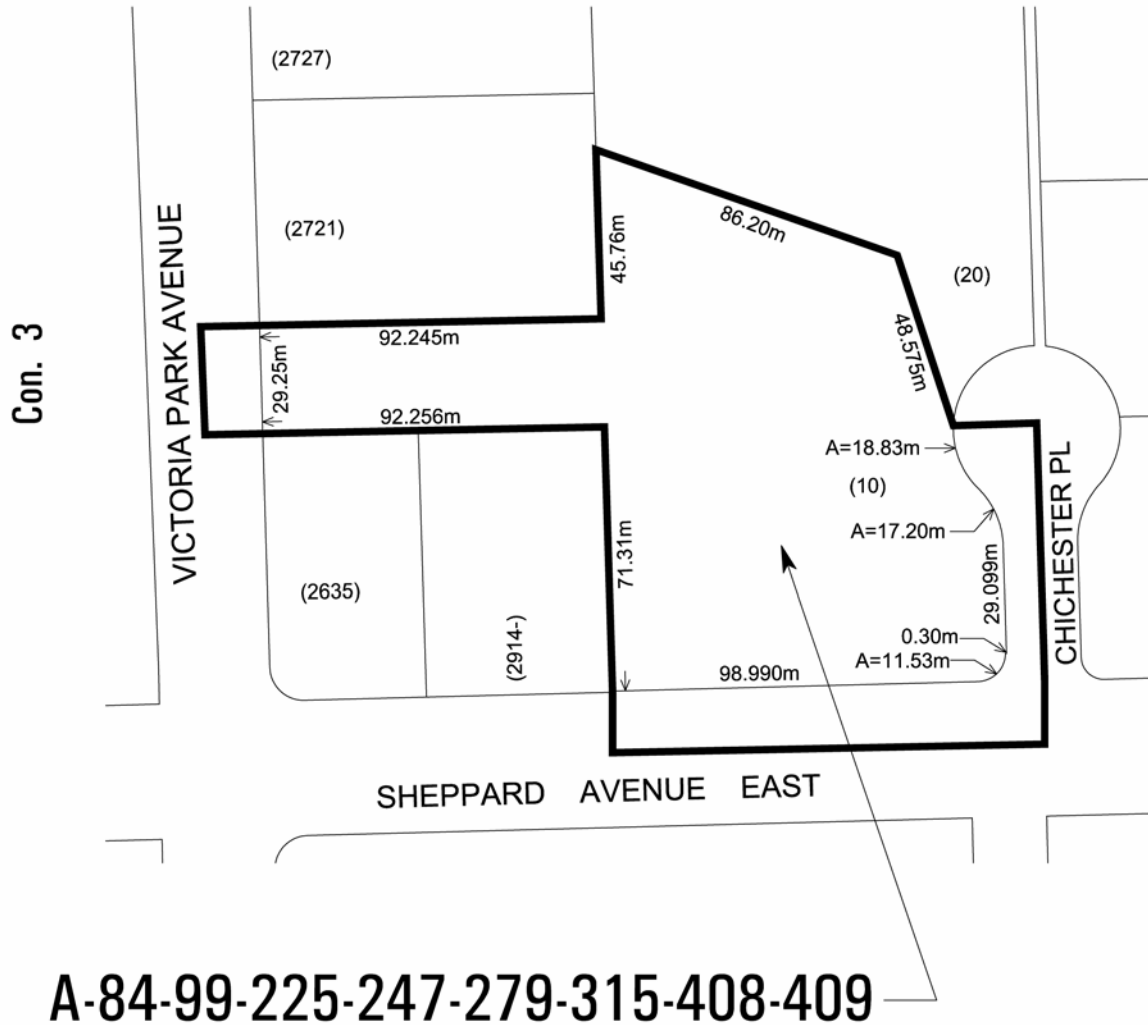 (2727)
(2721)
VICTORIA PARK AVENUE
Con. 3
45.76m
86.20m
(20)
48.575m
92.245m
29.25m
92.256m
A=18.83m
(10)
A=17.20m
CHICHESTER PL
71.31m
29.099m
(2635)
(2914-)
0.30m
A=11.53m
98.990m
SHEPPARD AVENUE EAST
A-84-99-225-247-279-315-408-409